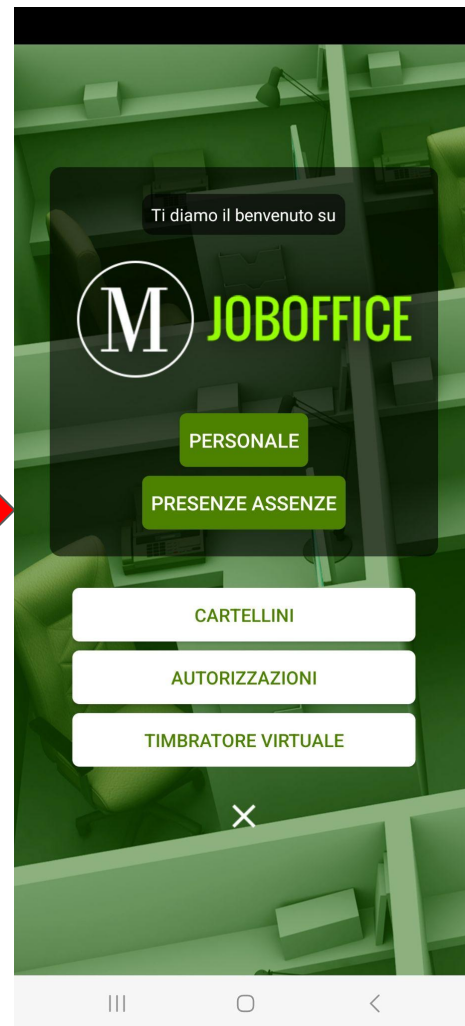 Ti diamo il benvenuto su
M JOBOFFICE
PERSONALE
PRESENZE ASSENZE
CARTELLINI
AUTORIZZAZIONI
TIMBRATORE VIRTUALE